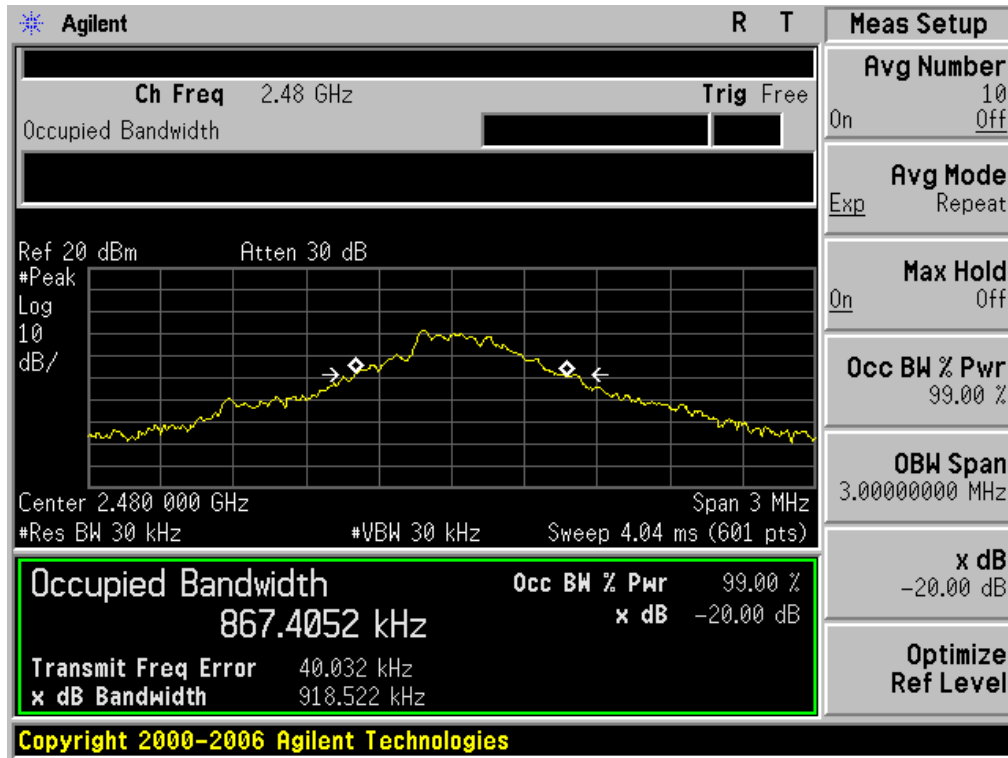 Agilent R T
Ch Freq 2.48 GHz Trig Free
Occupied Bandwidth
Ref 20 dBm Atten 30 dB
#Peak
Log
10
dB/
Center 2.480 000 GHz Span 3 MHz
#Res BW 30 kHz #VBW 30 kHz Sweep 4.04 ms (601 pts)
Occupied Bandwidth
867.4052 kHz
Occ BW % Pwr 99.00 %
x dB -20.00 dB
Transmit Freq Error 40.032 kHz
x dB Bandwidth 918.522 kHz
Copyright 2000-2006 Agilent Technologies
Meas Setup
Avg Number
10
On Off
Avg Mode
Exp Repeat
Max Hold
On Off
Occ BW % Pwr
99.00 %
OBW Span
3.00000000 MHz
x dB
-20.00 dB
Optimize
Ref Level